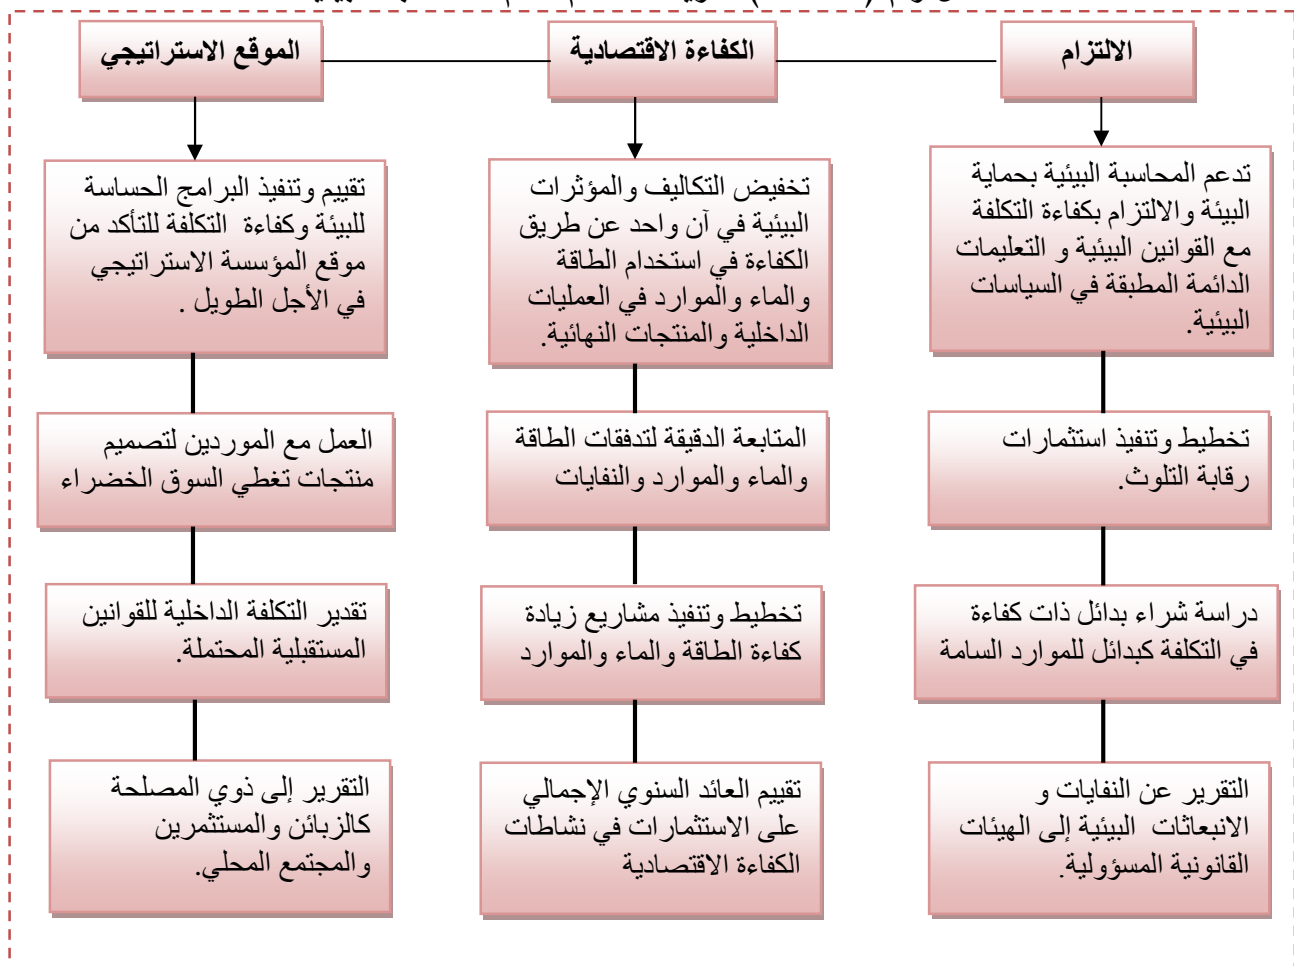 الالتزام
الكفاءة الاقتصادية
الموقع الاستراتيجي
تدعم المحاسبة البيئية بحماية
البيئة والالتزام بكفاءة التكلفة
مع القوانين البيئية و التعليمات
الدائمة المطبقة في السياسات
البيئية.
تخطيط وتنفيذ استثمارات
رقابة التلوث.
دراسة شراء بدائل ذات كفاءة
في التكلفة كبدائل للموارد السامة
التقرير عن النفايات و
الانبعاثات البيئية إلى الهيئات
القانونية المسؤولية.
تخفيض التكاليف والمؤثرات
البيئية في آن واحد عن طريق
الكفاءة في استخدام الطاقة
والماء والموارد في العمليات
الداخلية والمنتجات النهائية.
المتابعة الدقيقة لتدفقات الطاقة
والماء والموارد والنفايات
تخطيط وتنفيذ مشاريع زيادة
كفاءة الطاقة والماء والموارد
تقييم العائد السنوي الإجمالي
على الاستثمارات في نشاطات
الكفاءة الاقتصادية
تقييم وتنفيذ البرامج الحساسة
للبيئة وكفاءة التكلفة للتأكد من
موقع المؤسسة الاستراتيجي
في الأجل الطويل .
العمل مع الموردين لتصميم
منتجات تغطي السوق الخضراء
تقدير التكلفة الداخلية للقوانين
المستقبلية المحتملة.
التقرير إلى ذوي المصلحة
كالزبائن والمستثمرين
والمجتمع المحلي.